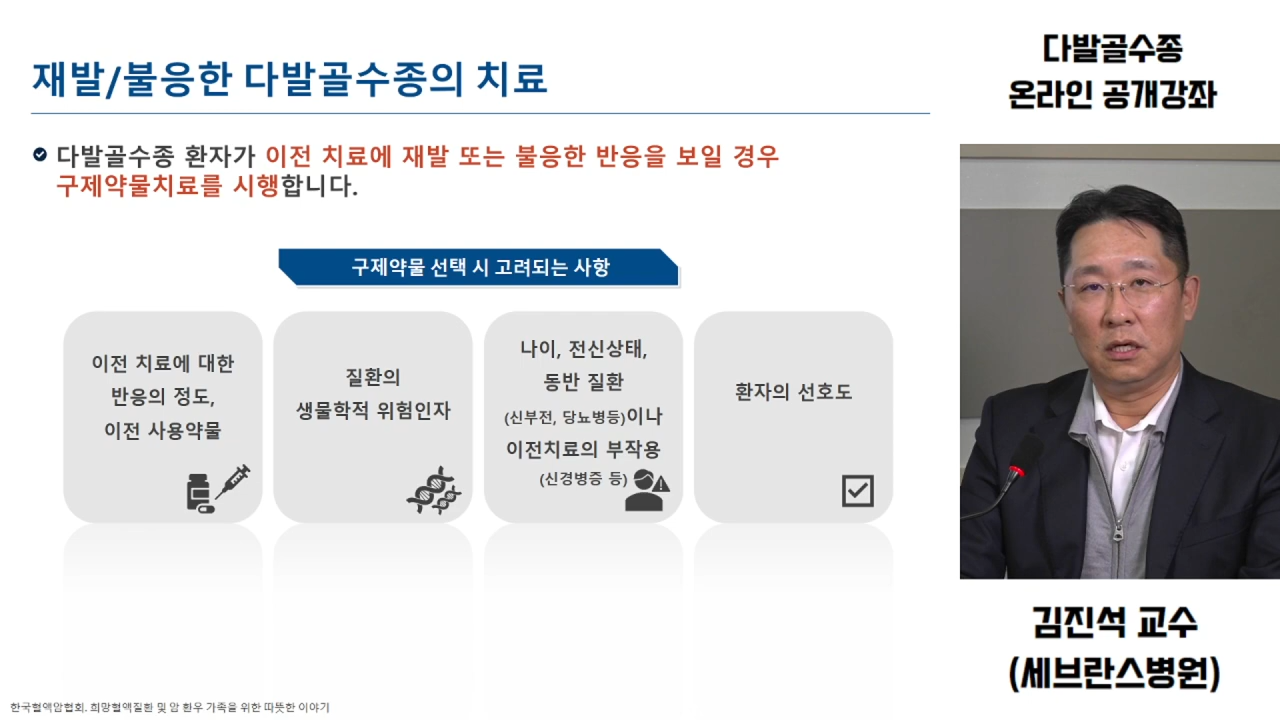 재발/불응한 다발골수종의 치료
다발골수종 환자가 이전 치료에 재발 또는 불응한 반응을 보일 경우
구제약물치료를 시행합니다.
구제약물 선택 시 고려되는 사항
이전 치료에 대한
반응의 정도,
이전 사용약물
질환의
생물학적 위험인자
나이, 전신상태,
동반 질환
(신부전, 당뇨병등)이나
이전치료의 부작용
(신경병증 등)
환자의 선호도
한국혈액암협회. 희망혈액질환 및 암 환우 가족을 위한 따뜻한 이야기
다발골수종
온라인 공개강좌
김진석 교수
(세브란스병원)